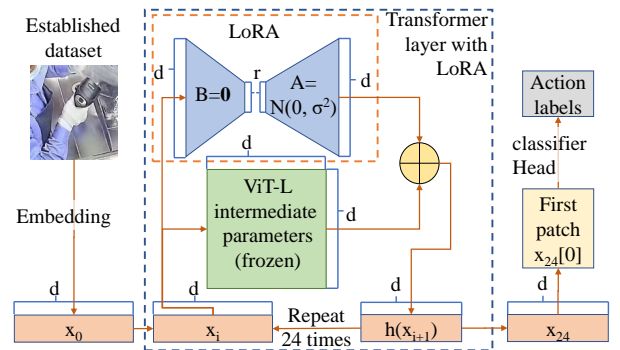 Established
dataset
LoRA
Transformer
layer with
LoRA
d
B=0
r
A=
N(0, σ²)
d
d
ViT-L
intermediate
parameters
(frozen)
d
Action
labels
classifier
Head
First
patch
x₂₄[0]
Embedding
d
x₀
d
xᵢ
Repeat
24 times
d
h(xᵢ₊₁)
d
x₂₄